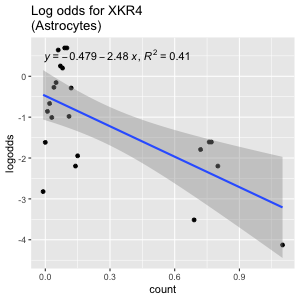 Log odds for XKR4
(Astrocytes)
y = −0.479 − 2.48 x, R² = 0.41
0
-1
-2
-3
-4
logodds
0.0 0.3 0.6 0.9
count